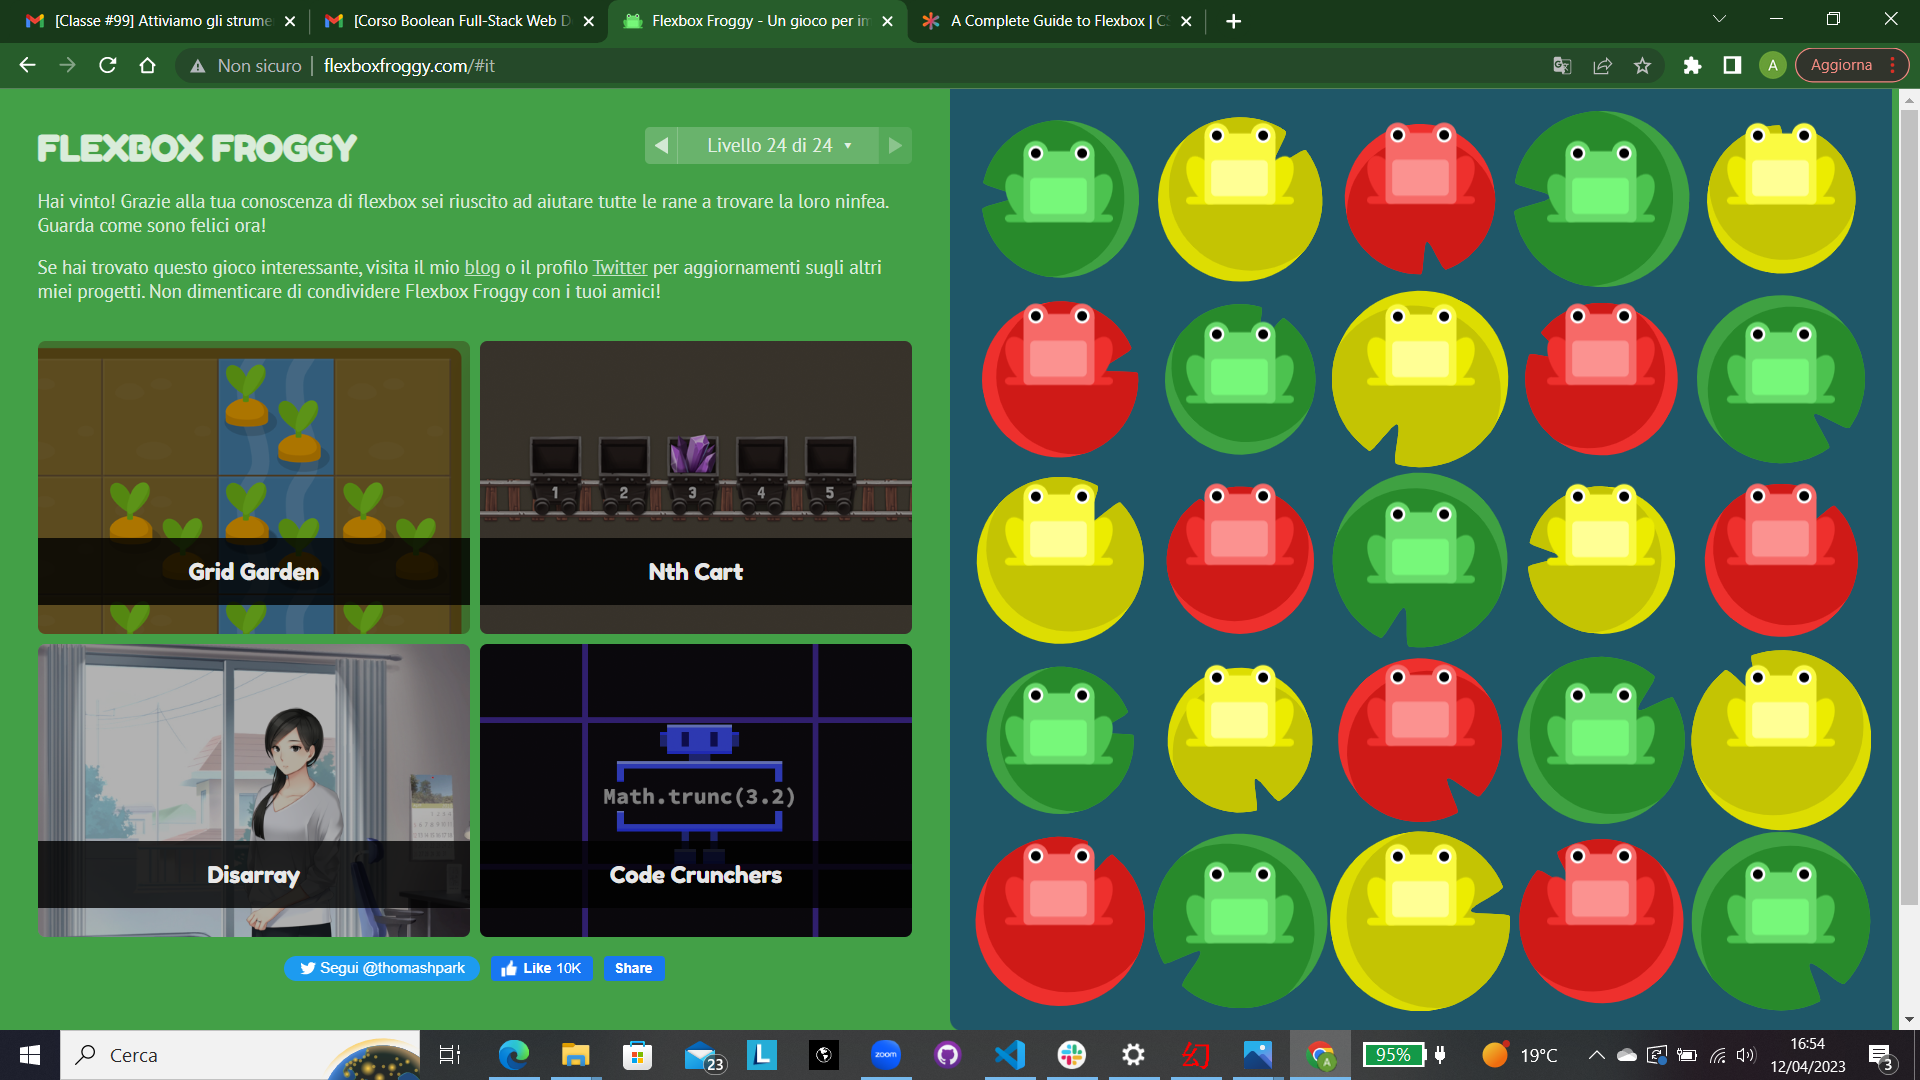 [Classe #99] Attiviamo gli strume
[Corso Boolean Full-Stack Web D
Flexbox Froggy - Un gioco per im
A Complete Guide to Flexbox | CS
Non sicuro | flexboxfroggy.com/#it
A
Aggiorna
FLEXBOX FROGGY
Livello 24 di 24
Hai vinto! Grazie alla tua conoscenza di flexbox sei riuscito ad aiutare tutte le rane a trovare la loro ninfea.
Guarda come sono felici ora!
Se hai trovato questo gioco interessante, visita il mio blog o il profilo Twitter per aggiornamenti sugli altri
miei progetti. Non dimenticare di condividere Flexbox Froggy con i tuoi amici!
1 2 3 4 5
Grid Garden
Nth Cart
Math.trunc(3.2)
Disarray
Code Crunchers
Segui @thomashpark
Like 10K
Share
Cerca
23
L
zoom
幻
A
95%
19°C
16:54
12/04/2023
3